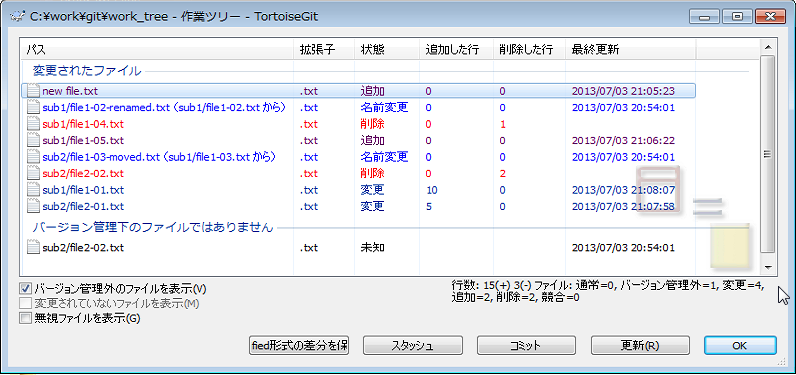 C:¥work¥git¥work_tree - 作業ツリー - TortoiseGit
パス 拡張子 状態 追加した行 削除した行 最終更新
変更されたファイル
new file.txt .txt 追加 0 0 2013/07/03 21:05:23
sub1/file1-02-renamed.txt (sub1/file1-02.txt から) .txt 名前変更 0 0 2013/07/03 20:54:01
sub1/file1-04.txt .txt 削除 0 1
sub1/file1-05.txt .txt 追加 0 0 2013/07/03 21:06:22
sub2/file1-03-moved.txt (sub1/file1-03.txt から) .txt 名前変更 0 0 2013/07/03 20:54:01
sub2/file2-02.txt .txt 削除 0 2
sub1/file1-01.txt .txt 変更 10 0 2013/07/03 21:08:07
sub2/file2-01.txt .txt 変更 5 0 2013/07/03 21:07:58
バージョン管理下のファイルではありません
sub2/file2-02.txt .txt 未知 2013/07/03 20:54:01
バージョン管理外のファイルを表示(V)
変更されていないファイルを表示(M)
無視ファイルを表示(G)
行数: 15(+) 3(-) ファイル: 通常=0, バージョン管理外=1, 変更=4,
追加=2, 削除=2, 競合=0
fied形式の差分を保 スタッシュ コミット 更新(R) OK